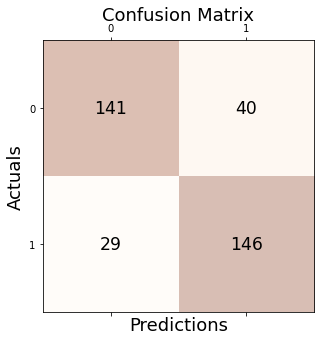 Confusion Matrix
0 1
0 141 40
Actuals
1 29 146
Predictions